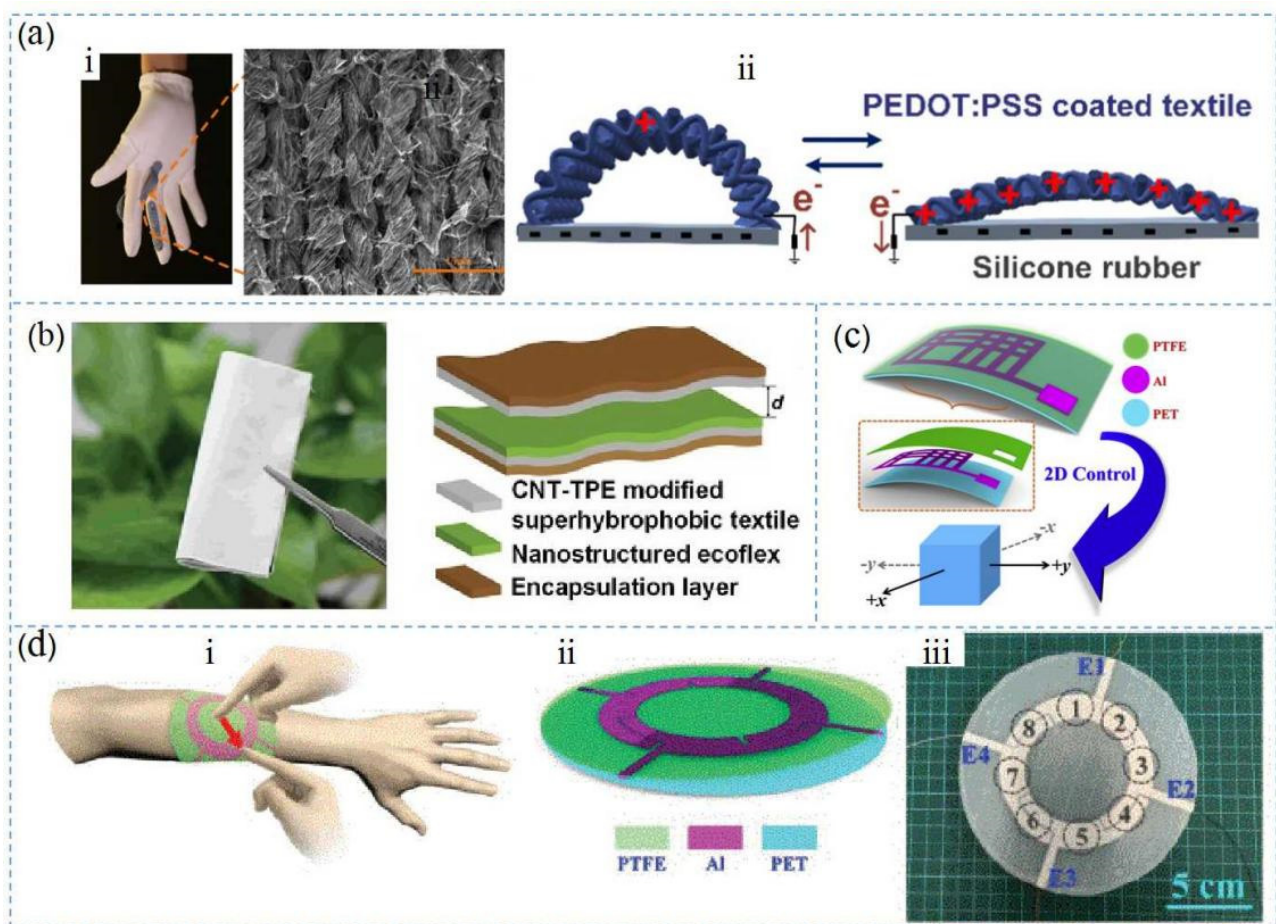 (a)
i
ii
ii
PEDOT:PSS coated textile
e-
e-
Silicone rubber
(b)
d
CNT-TPE modified
superhybrophobic textile
Nanostructured ecoflex
Encapsulation layer
(c)
PTFE
Al
PET
2D Control
-x
-y
+y
+x
(d)
i
ii
PTFE
Al
PET
iii
E1
1
2
8
E4
3
7
E2
4
6
5
E3
5 cm